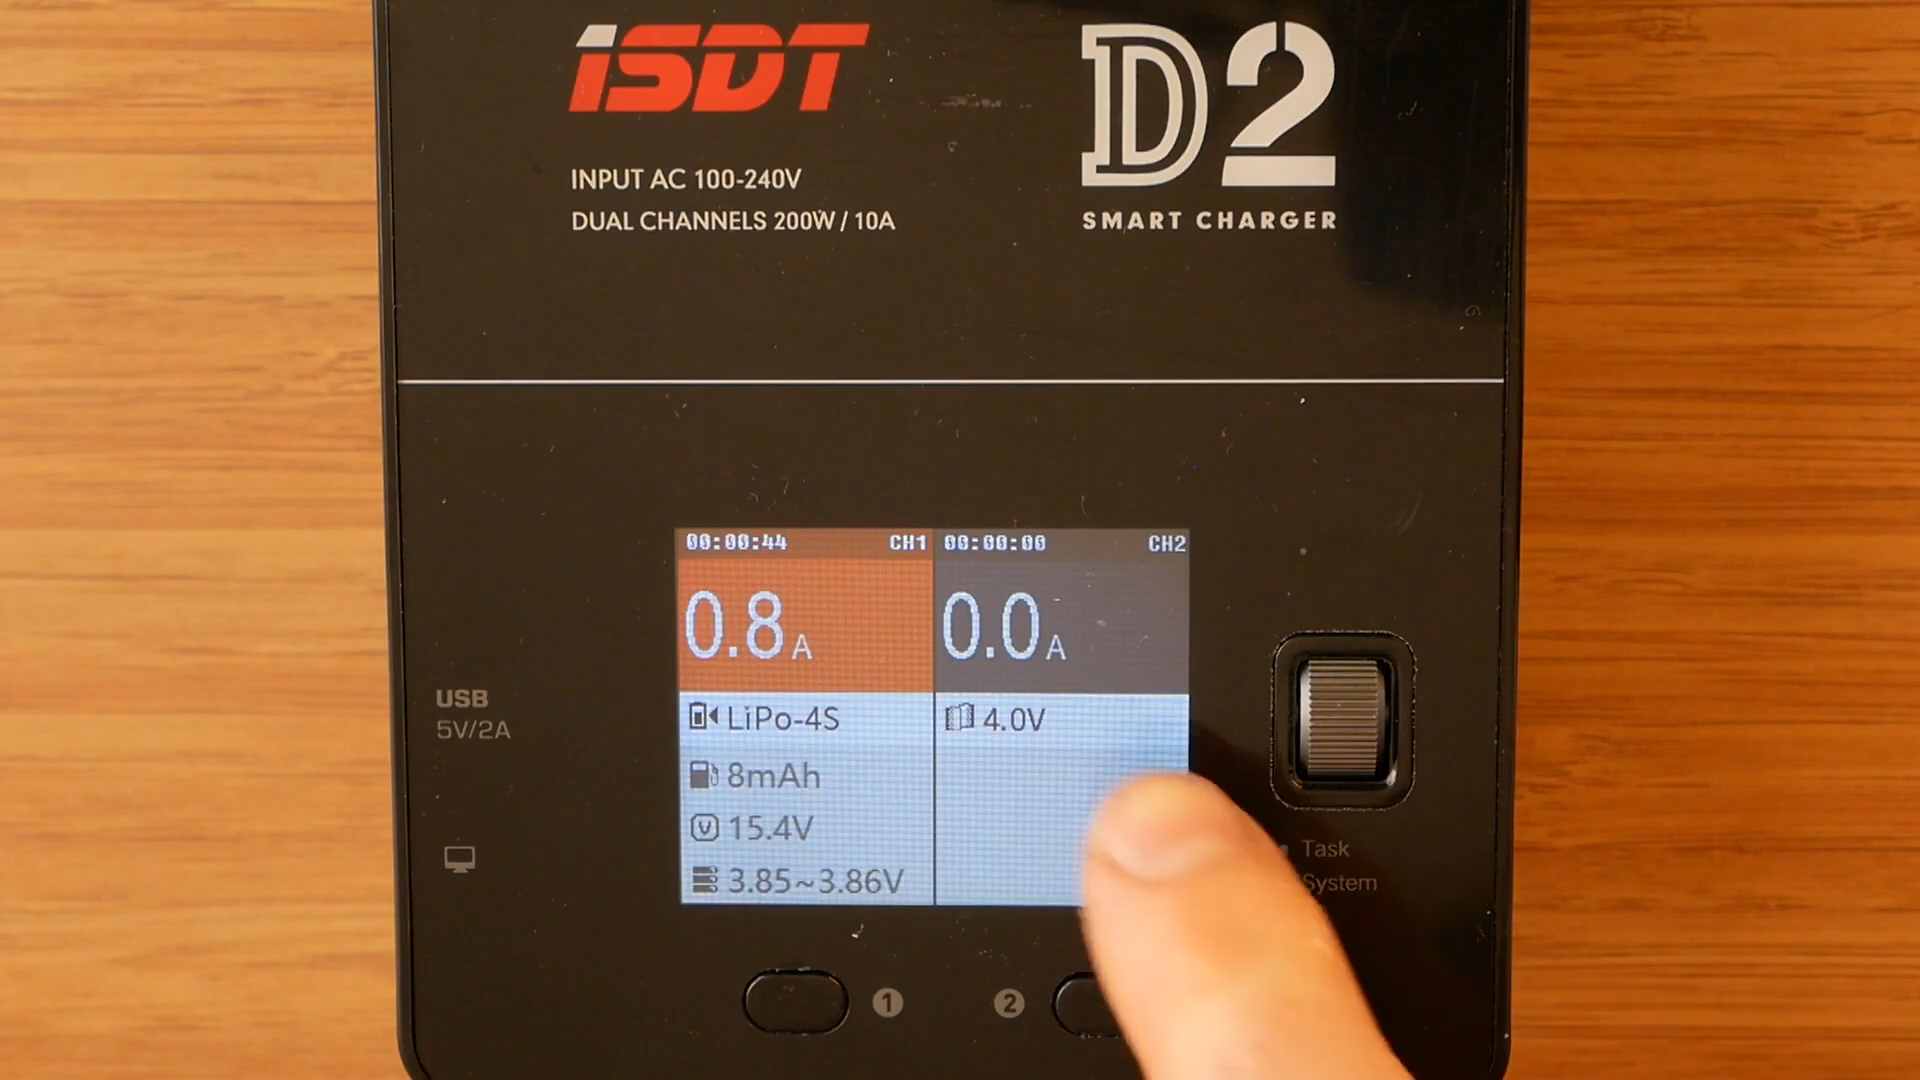 iSDT
D2
INPUT AC 100-240V
DUAL CHANNELS 200W / 10A
SMART CHARGER
00:00:44 CH1
00:00:00 CH2
0.8 A
0.0 A
LiPo-4S
4.0V
8mAh
15.4V
3.85~3.86V
USB
5V/2A
Task
System
1
2